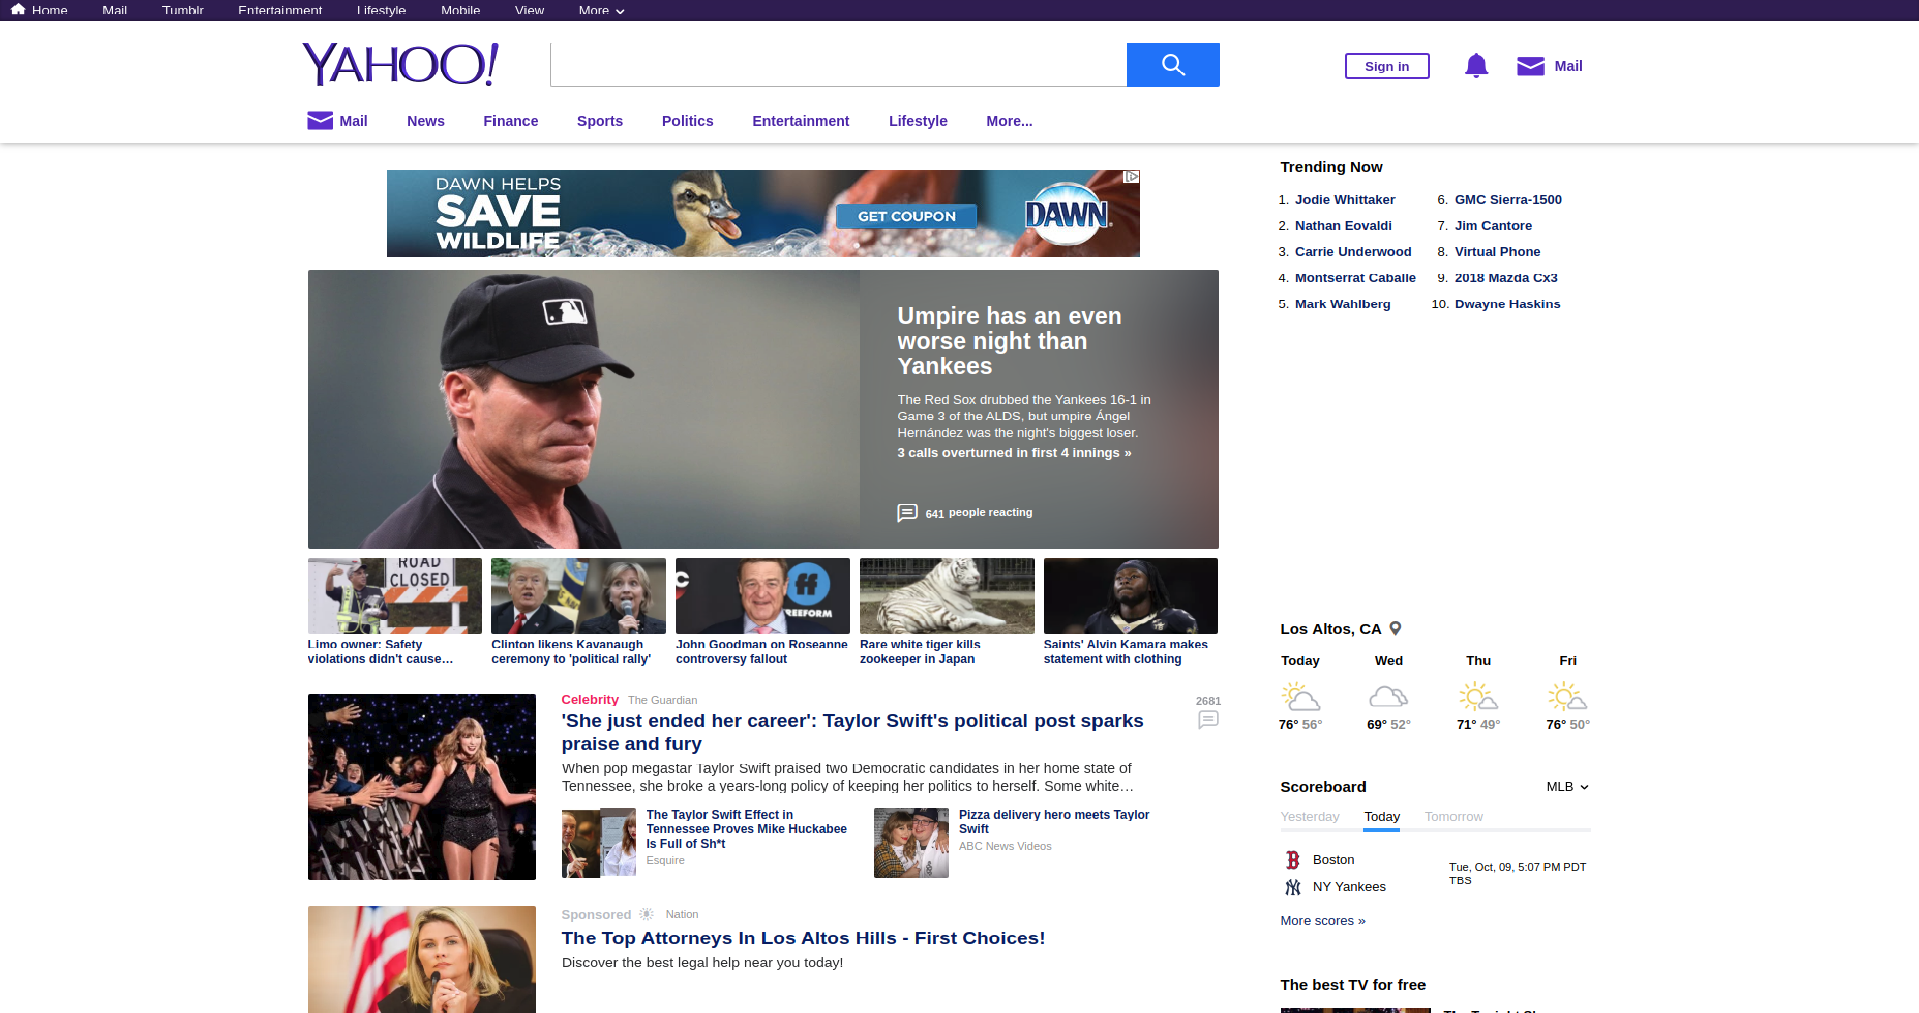 Home Mail Tumblr Entertainment Lifestyle Mobile View More
YAHOO!
Sign in
Mail
Mail News Finance Sports Politics Entertainment Lifestyle More...
DAWN HELPS
SAVE
WILDLIFE
GET COUPON
DAWN
Umpire has an even
worse night than
Yankees
The Red Sox drubbed the Yankees 16-1 in
Game 3 of the ALDS, but umpire Ángel
Hernández was the night's biggest loser.
3 calls overturned in first 4 innings »
641 people reacting
ROAD
CLOSED
ff
REEFORM
Limo owner: Safety
violations didn't cause...
Clinton likens Kavanaugh
ceremony to 'political rally'
John Goodman on Roseanne
controversy fallout
Rare white tiger kills
zookeeper in Japan
Saints' Alvin Kamara makes
statement with clothing
Celebrity The Guardian
2681
'She just ended her career': Taylor Swift's political post sparks
praise and fury
When pop megastar Taylor Swift praised two Democratic candidates in her home state of
Tennessee, she broke a years-long policy of keeping her politics to herself. Some white...
The Taylor Swift Effect in
Tennessee Proves Mike Huckabee
Is Full of Sh*t
Esquire
Pizza delivery hero meets Taylor
Swift
ABC News Videos
Sponsored Nation
The Top Attorneys In Los Altos Hills - First Choices!
Discover the best legal help near you today!
Trending Now
1. Jodie Whittaker
2. Nathan Eovaldi
3. Carrie Underwood
4. Montserrat Caballe
5. Mark Wahlberg
6. GMC Sierra-1500
7. Jim Cantore
8. Virtual Phone
9. 2018 Mazda Cx3
10. Dwayne Haskins
Los Altos, CA
Today Wed Thu Fri
76° 56° 69° 52° 71° 49° 76° 50°
Scoreboard MLB
Yesterday Today Tomorrow
Boston
NY Yankees
Tue, Oct, 09, 5:07 PM PDT
TBS
More scores »
The best TV for free